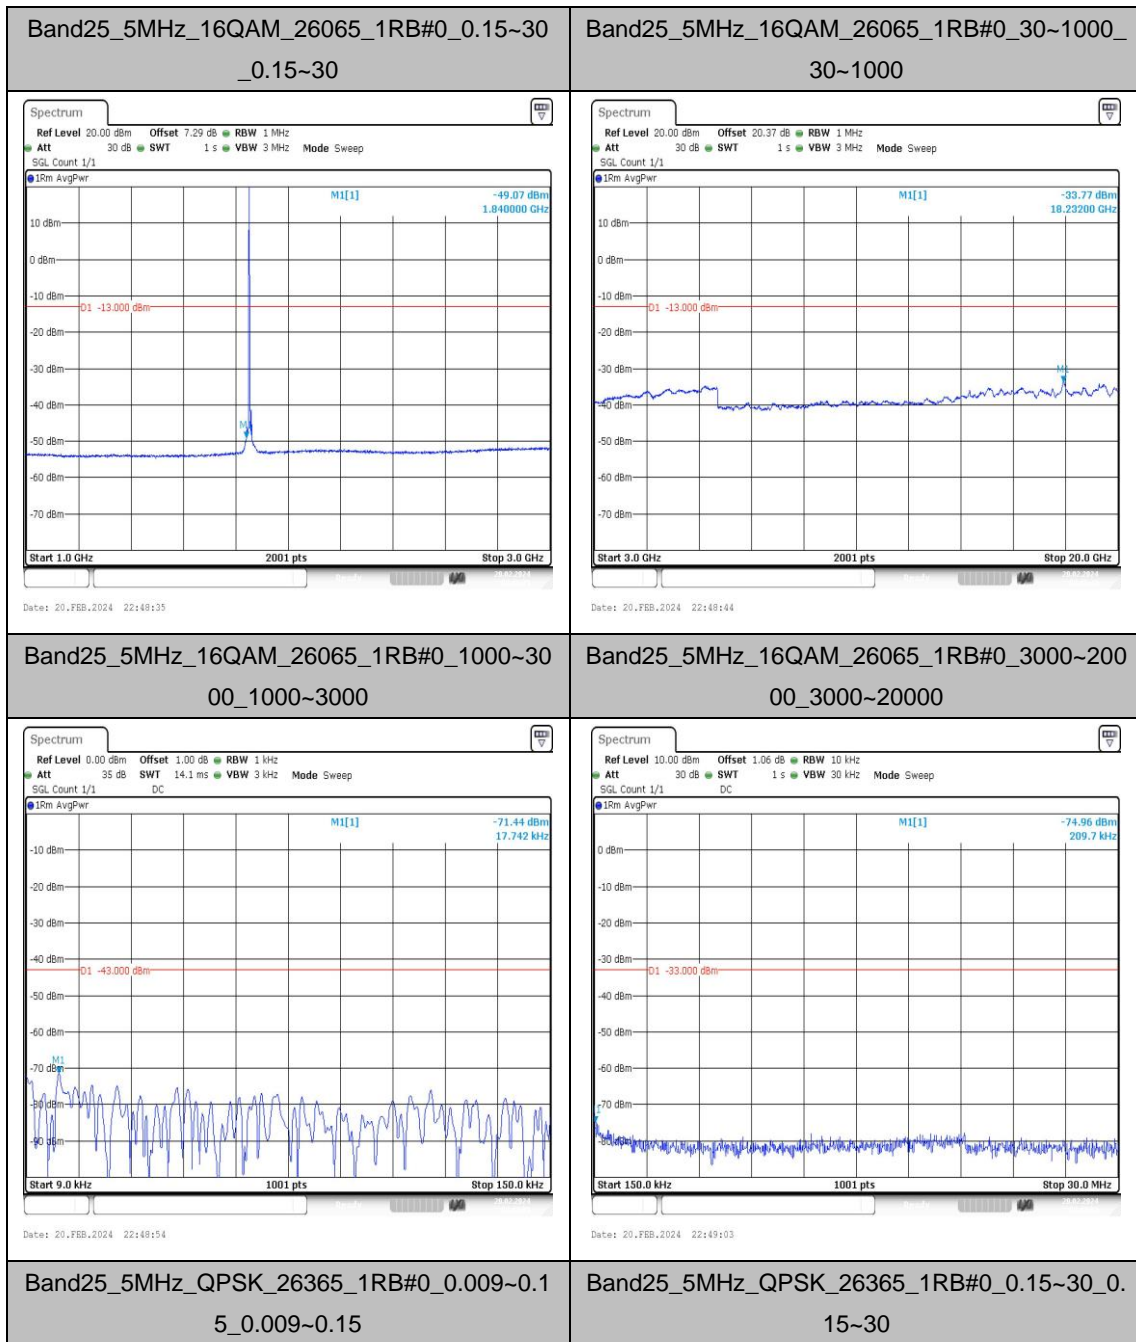 Band25_5MHz_16QAM_26065_1RB#0_0.15~30
_0.15~30
Band25_5MHz_16QAM_26065_1RB#0_30~1000_
30~1000
Spectrum
Ref Level 20.00 dBm Offset 7.29 dB RBW 1 MHz
Att 30 dB SWT 1 s VBW 3 MHz Mode Sweep
SGL Count 1/1
1Rm AvgPwr
M1[1] -49.07 dBm
1.840000 GHz
10 dBm
0 dBm
-10 dBm
D1 -13.000 dBm
-20 dBm
-30 dBm
-40 dBm
-50 dBm
-60 dBm
-70 dBm
Start 1.0 GHz 2001 pts Stop 3.0 GHz
Date: 20.FEB.2024 22:48:35
Spectrum
Ref Level 20.00 dBm Offset 20.37 dB RBW 1 MHz
Att 30 dB SWT 1 s VBW 3 MHz Mode Sweep
SGL Count 1/1
1Rm AvgPwr
M1[1] -33.77 dBm
18.23200 GHz
10 dBm
0 dBm
-10 dBm
D1 -13.000 dBm
-20 dBm
-30 dBm
M1
-40 dBm
-50 dBm
-60 dBm
-70 dBm
Start 3.0 GHz 2001 pts Stop 20.0 GHz
Date: 20.FEB.2024 22:48:44
Band25_5MHz_16QAM_26065_1RB#0_1000~30
00_1000~3000
Band25_5MHz_16QAM_26065_1RB#0_3000~200
00_3000~20000
Spectrum
Ref Level 0.00 dBm Offset 1.00 dB RBW 1 kHz
Att 35 dB SWT 14.1 ms VBW 3 kHz Mode Sweep
SGL Count 1/1 DC
1Rm AvgPwr
M1[1] -71.44 dBm
17.742 kHz
-10 dBm
-20 dBm
-30 dBm
-40 dBm
D1 -43.000 dBm
-50 dBm
-60 dBm
M1
-70 dBm
-80 dBm
-90 dBm
Start 9.0 kHz 1001 pts Stop 150.0 kHz
Date: 20.FEB.2024 22:48:54
Spectrum
Ref Level 10.00 dBm Offset 1.06 dB RBW 10 kHz
Att 30 dB SWT 1 s VBW 30 kHz Mode Sweep
SGL Count 1/1 DC
1Rm AvgPwr
M1[1] -74.96 dBm
209.7 kHz
0 dBm
-10 dBm
-20 dBm
-30 dBm
D1 -33.000 dBm
-40 dBm
-50 dBm
-60 dBm
-70 dBm
-80 dBm
Start 150.0 kHz 1001 pts Stop 30.0 MHz
Date: 20.FEB.2024 22:49:03
Band25_5MHz_QPSK_26365_1RB#0_0.009~0.1
5_0.009~0.15
Band25_5MHz_QPSK_26365_1RB#0_0.15~30_0.
15~30